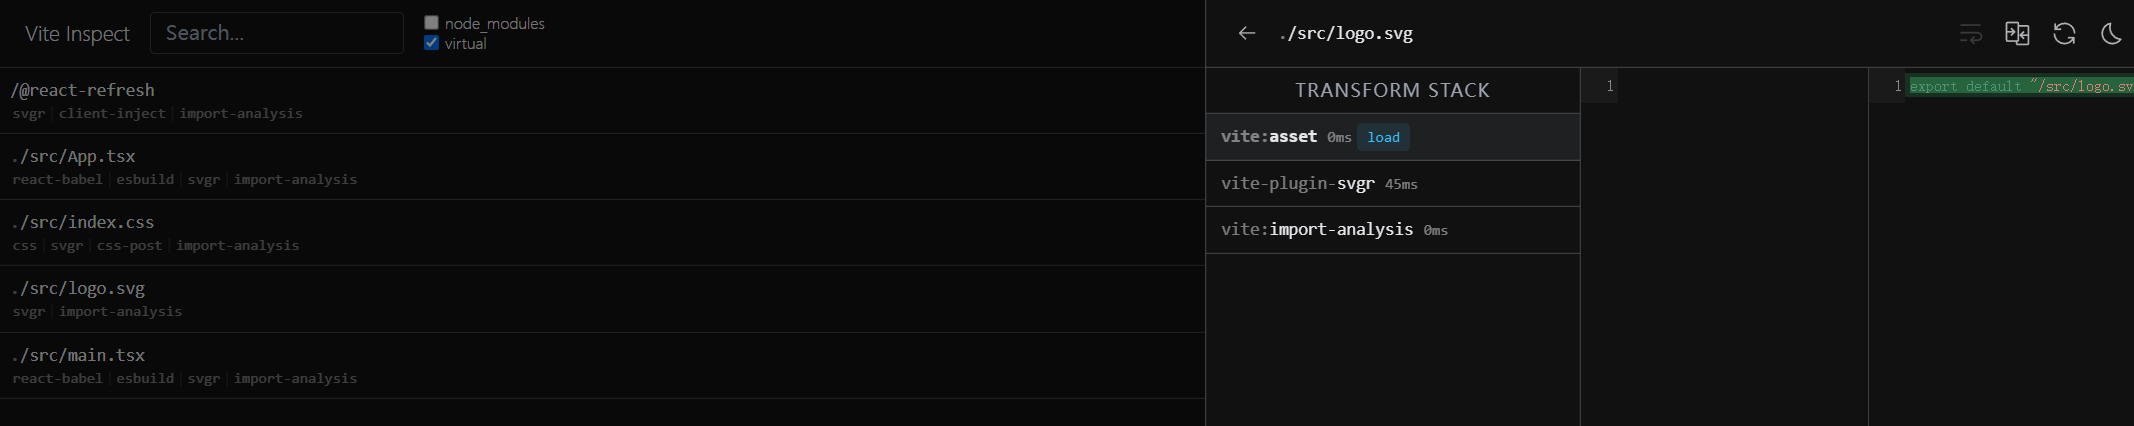 Vite Inspect
Search...
node_modules
virtual
/@react-refresh
svgr | client-inject | import-analysis
./src/App.tsx
react-babel | esbuild | svgr | import-analysis
./src/index.css
css | svgr | css-post | import-analysis
./src/logo.svg
svgr | import-analysis
./src/main.tsx
react-babel | esbuild | svgr | import-analysis
./src/logo.svg
TRANSFORM STACK
vite:asset 0ms load
vite-plugin-svgr 45ms
vite:import-analysis 0ms
1
1 export default "/src/logo.sv